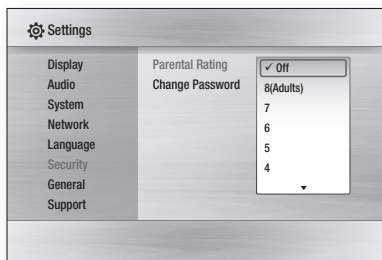 Settings
Display
Audio
System
Network
Language
Security
General
Support
Parental Rating
Change Password
✓ Off
8(Adults)
7
6
5
4